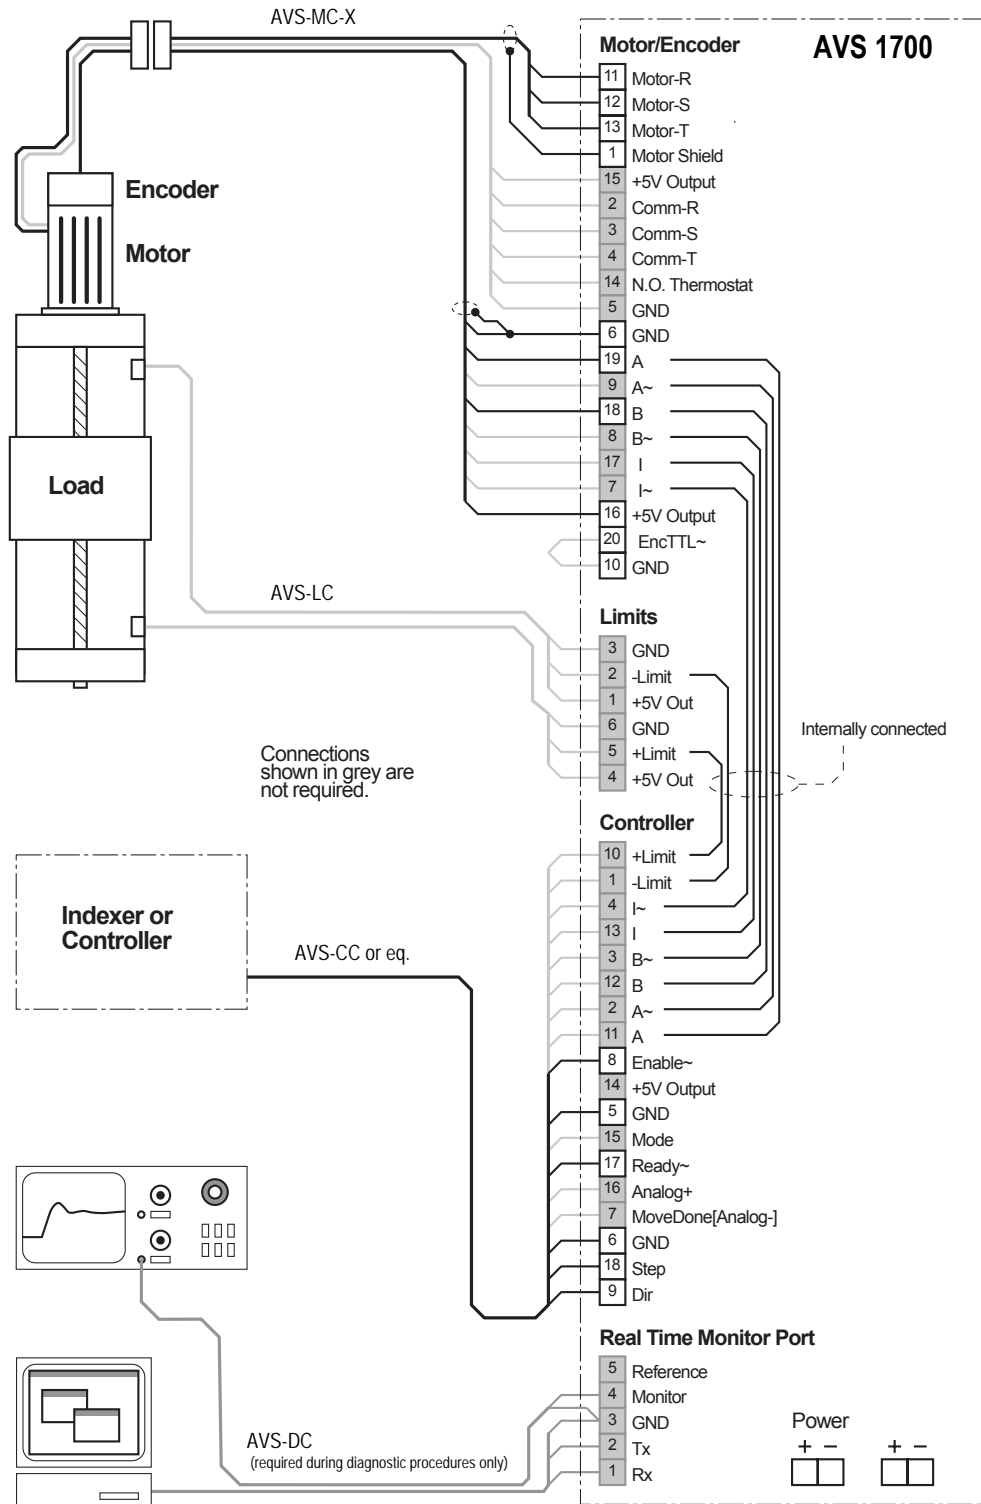 AVS-MC-X
AVS 1700
Motor/Encoder
11 Motor-R
12 Motor-S
13 Motor-T
1 Motor Shield
15 +5V Output
2 Comm-R
3 Comm-S
4 Comm-T
14 N.O. Thermostat
5 GND
6 GND
19 A
9 A~
18 B
8 B~
17 I
7 I~
16 +5V Output
20 EncTTL~
10 GND
Encoder
Motor
Load
AVS-LC
Limits
3 GND
2 -Limit
1 +5V Out
6 GND
5 +Limit
4 +5V Out
Internally connected
Connections
shown in grey are
not required.
Controller
10 +Limit
1 -Limit
4 I~
13 I
3 B~
12 B
2 A~
11 A
8 Enable~
14 +5V Output
5 GND
15 Mode
17 Ready~
16 Analog+
7 MoveDone[Analog-]
6 GND
18 Step
9 Dir
Indexer or
Controller
AVS-CC or eq.
Real Time Monitor Port
5 Reference
4 Monitor
3 GND
2 Tx
1 Rx
AVS-DC
(required during diagnostic procedures only)
Power
+ − + −